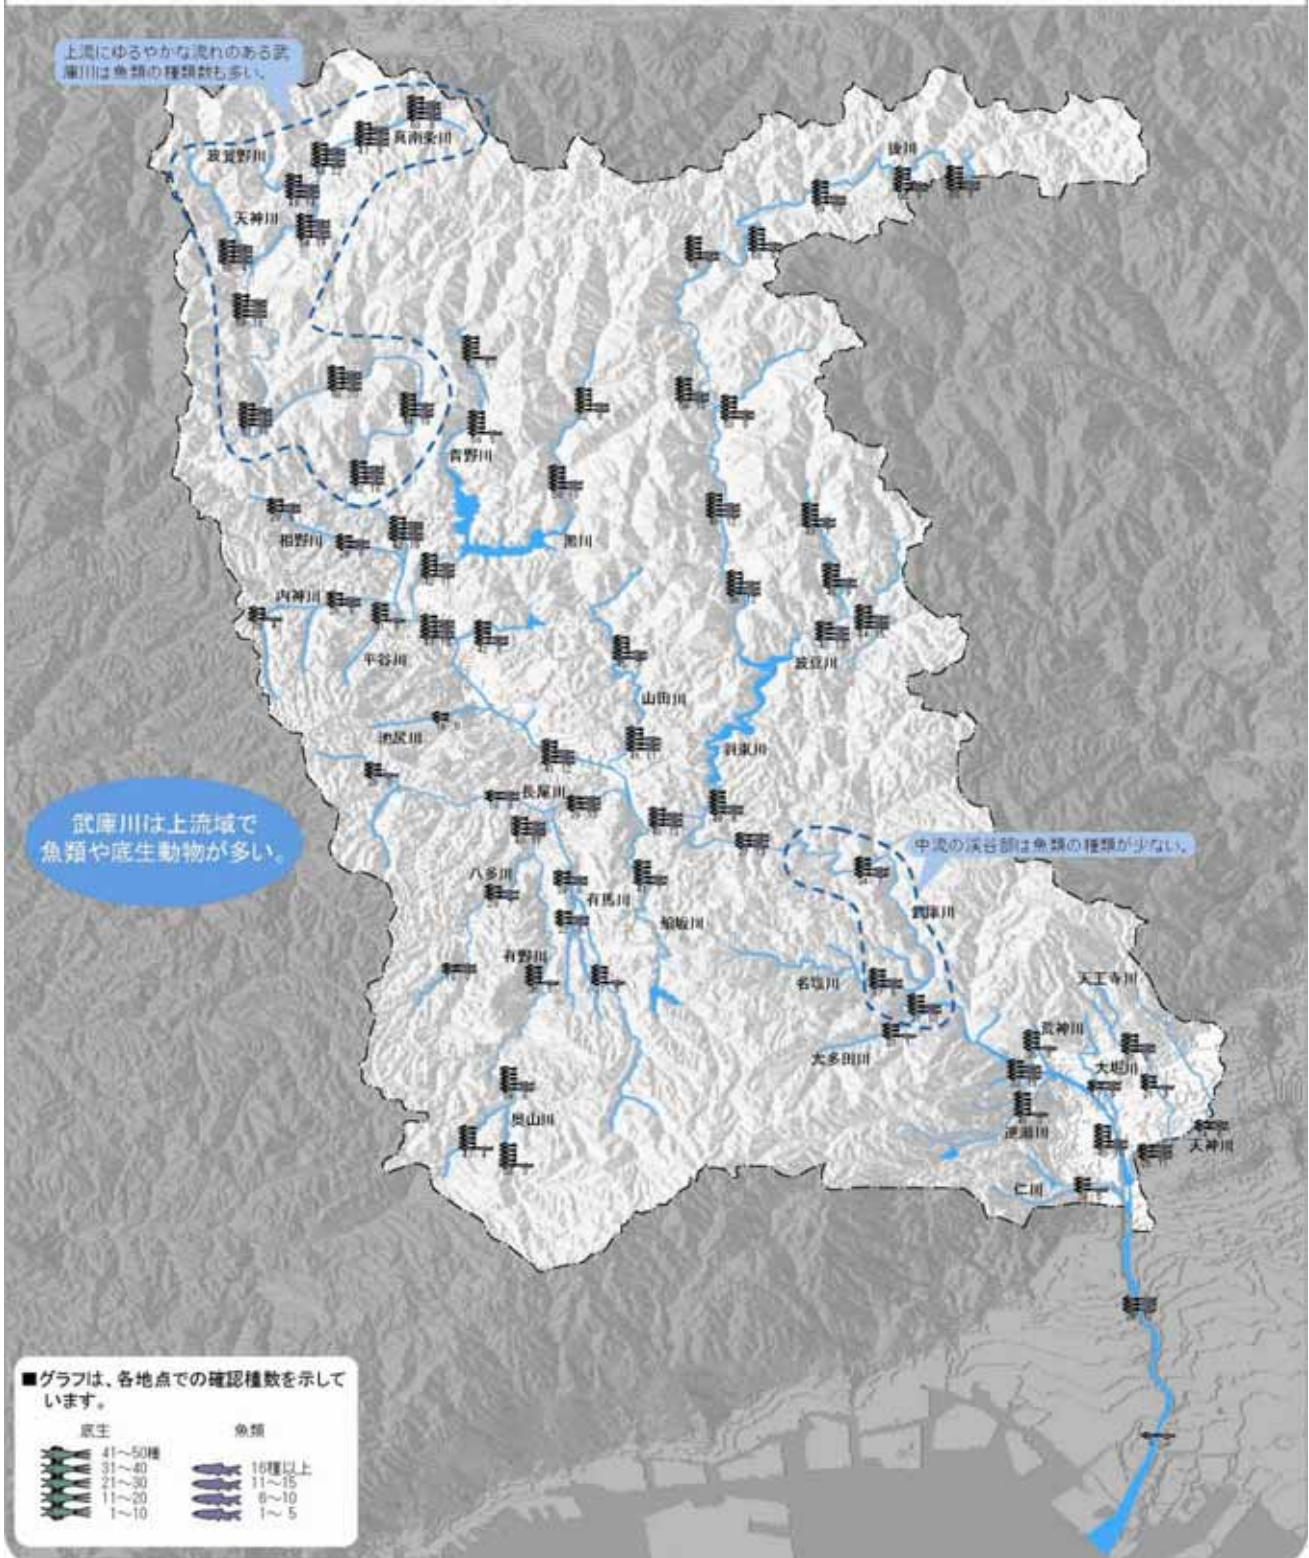 上流にゆるやかな流れのある武
庫川は魚類の種類数も多い。
真南条川
波賀野川
天神川
後川
青野川
黒川
相野川
内神川
平谷川
波豆川
山田川
池尻川
羽束川
長尾川
武庫川は上流域で
魚類や底生動物が多い。
中流の渓谷部は魚類の種類が少ない。
八多川
有馬川
武庫川
船坂川
有野川
名塩川
天王寺川
荒神川
太多田川
大堀川
奥山川
逆瀬川
天神川
仁川
■グラフは、各地点での確認種数を示して
います。
底生 魚類
41～50種
31～40 16種以上
21～30 11～15
11～20 6～10
1～10 1～5